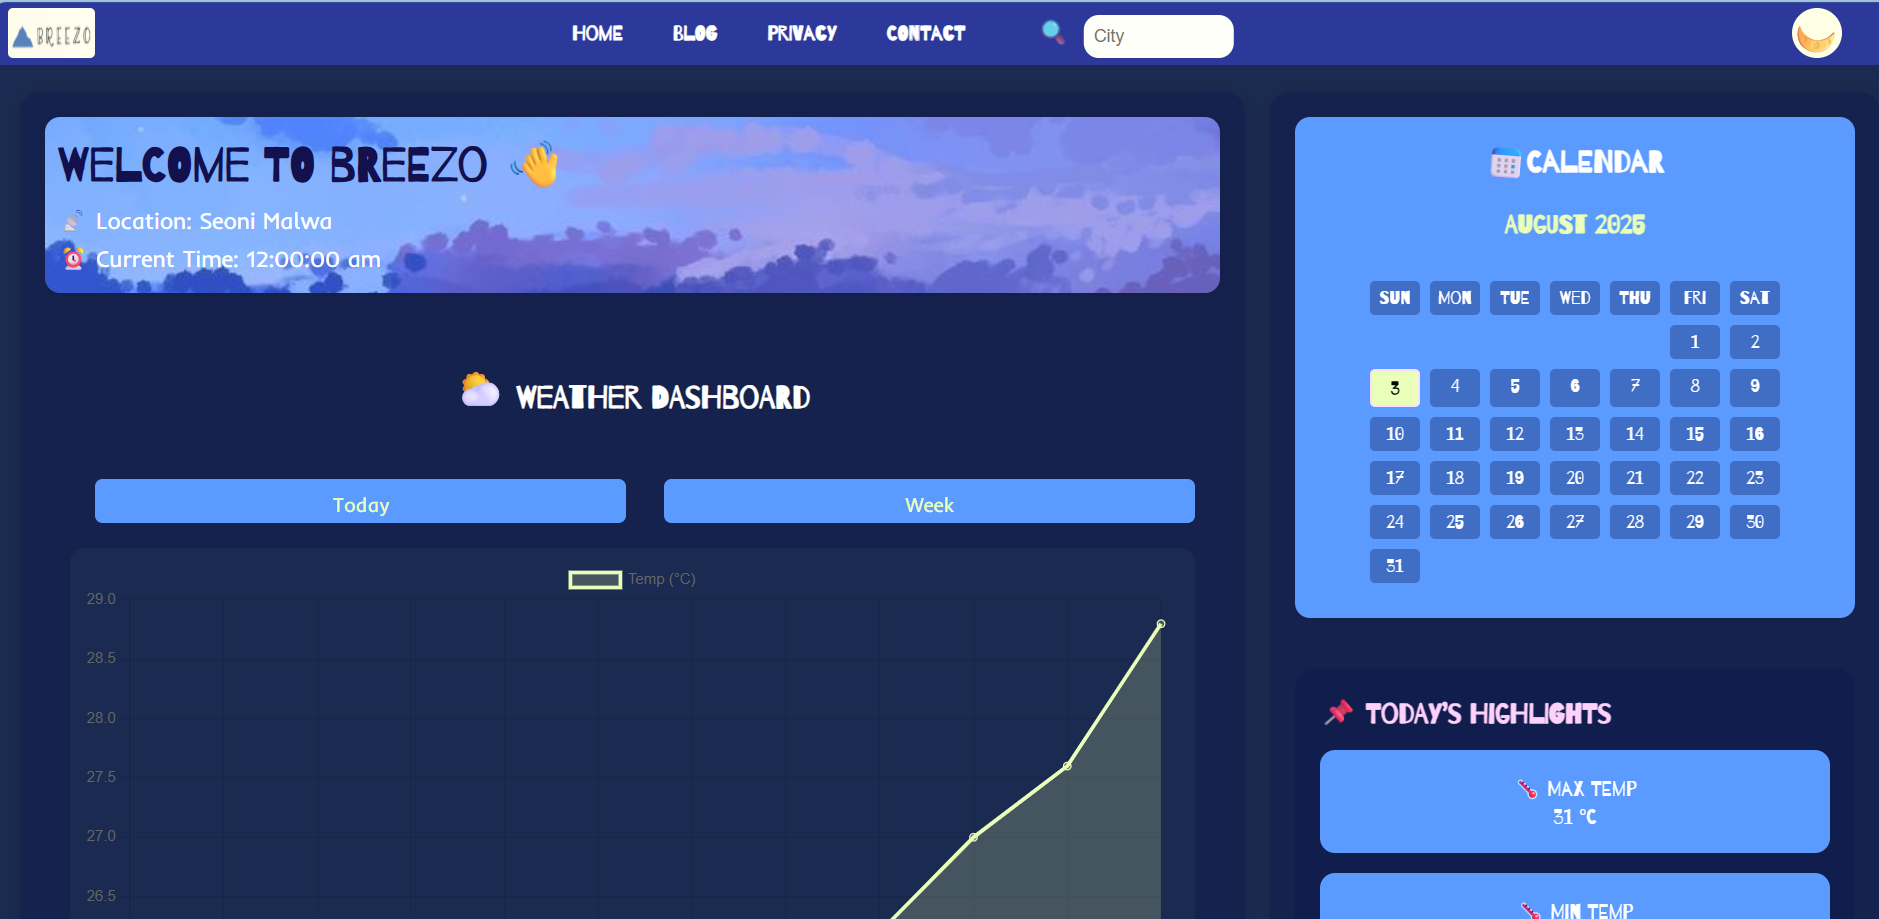 BREEZO
HOME BLOG PRIVACY CONTACT
City
WELCOME TO BREEZO
Location: Seoni Malwa
Current Time: 12:00:00 am
WEATHER DASHBOARD
Today
Week
Temp (°C)
29.0
28.5
28.0
27.5
27.0
26.5
CALENDAR
AUGUST 2025
SUN MON TUE WED THU FRI SAT
1 2
3 4 5 6 7 8 9
10 11 12 13 14 15 16
17 18 19 20 21 22 23
24 25 26 27 28 29 30
31
TODAY'S HIGHLIGHTS
MAX TEMP
31 °C
MIN TEMP